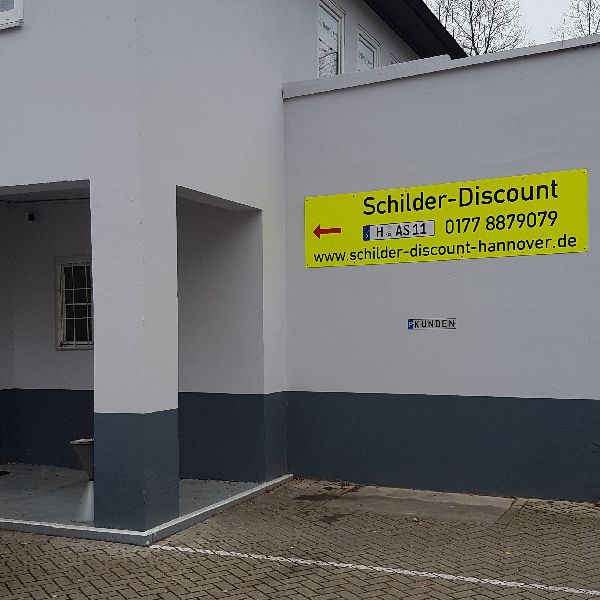 Schilder-Discount
H AS 11 0177 8879079
www.schilder-discount-hannover.de
P KUNDEN